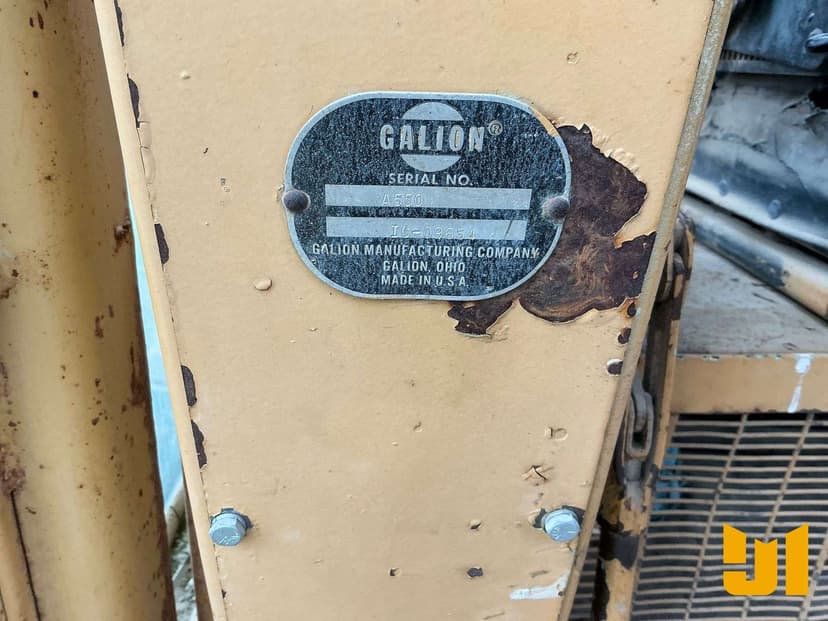 GALION®
SERIAL NO.
A550
GALION MANUFACTURING COMPANY
GALION, OHIO
MADE IN U.S.A